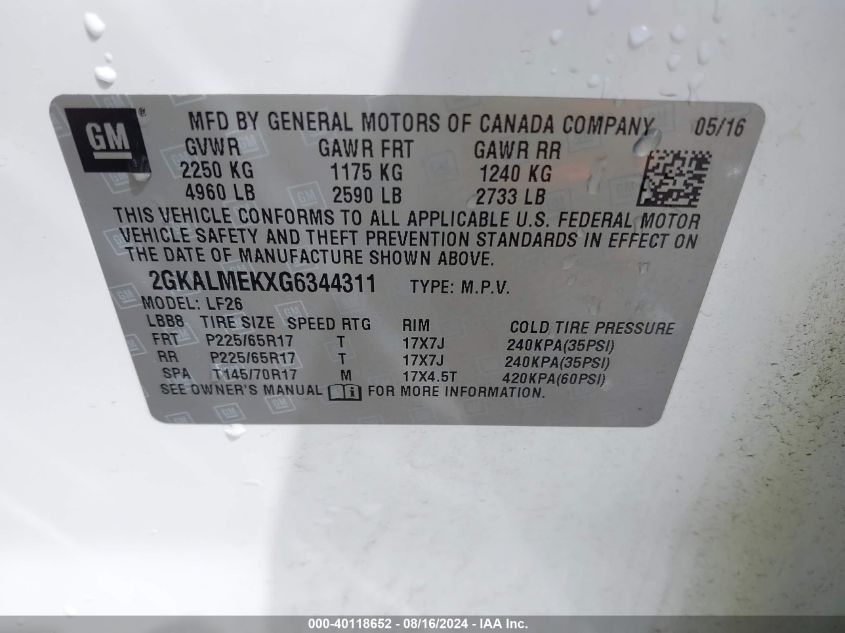 GM ® MFD BY GENERAL MOTORS OF CANADA COMPANY 05/16
GVWR GAWR FRT GAWR RR
2250 KG 1175 KG 1240 KG
4960 LB 2590 LB 2733 LB
THIS VEHICLE CONFORMS TO ALL APPLICABLE U.S. FEDERAL MOTOR
VEHICLE SAFETY AND THEFT PREVENTION STANDARDS IN EFFECT ON
THE DATE OF MANUFACTURE SHOWN ABOVE.
2GKALMEKXG6344311 TYPE: M.P.V.
MODEL: LF26
LBB8 TIRE SIZE SPEED RTG RIM COLD TIRE PRESSURE
FRT P225/65R17 T 17X7J 240KPA(35PSI)
RR P225/65R17 T 17X7J 240KPA(35PSI)
SPA T145/70R17 M 17X4.5T 420KPA(60PSI)
SEE OWNER'S MANUAL FOR MORE INFORMATION.
000-40118652 - 08/16/2024 - IAA Inc.